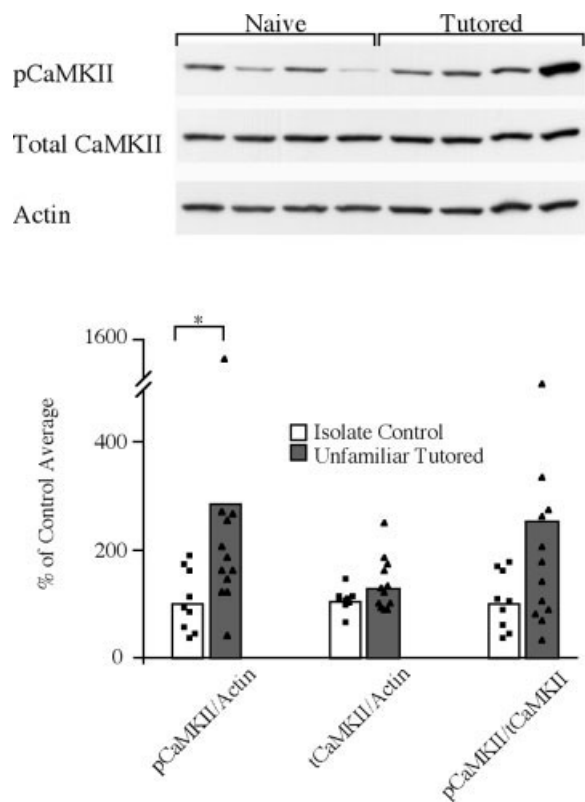 Naive Tutored
pCaMKII
Total CaMKII
Actin
1600
*
400
Isolate Control
Unfamiliar Tutored
% of Control Average
200
0
pCaMKII/Actin
tCaMKII/Actin
pCaMKII/tCaMKII